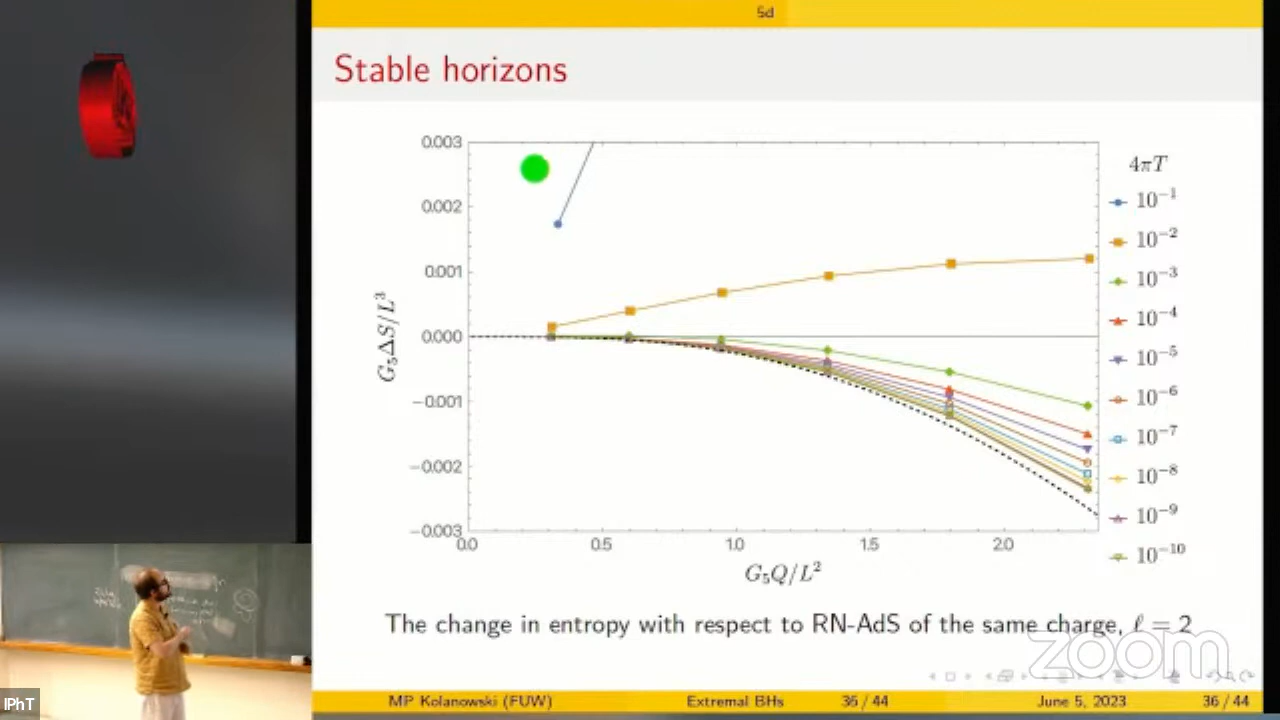 5d
Stable horizons
0.003
0.002
0.001
0.000
−0.001
−0.002
−0.003
G₅ΔS/L³
0.0 0.5 1.0 1.5 2.0
G₅Q/L²
4πT
10⁻¹
10⁻²
10⁻³
10⁻⁴
10⁻⁵
10⁻⁶
10⁻⁷
10⁻⁸
10⁻⁹
10⁻¹⁰
The change in entropy with respect to RN-AdS of the same charge, ℓ = 2
zoom
IPhT
MP Kolanowski (FUW) Extremal BHs 36 / 44 June 5, 2023 36 / 44